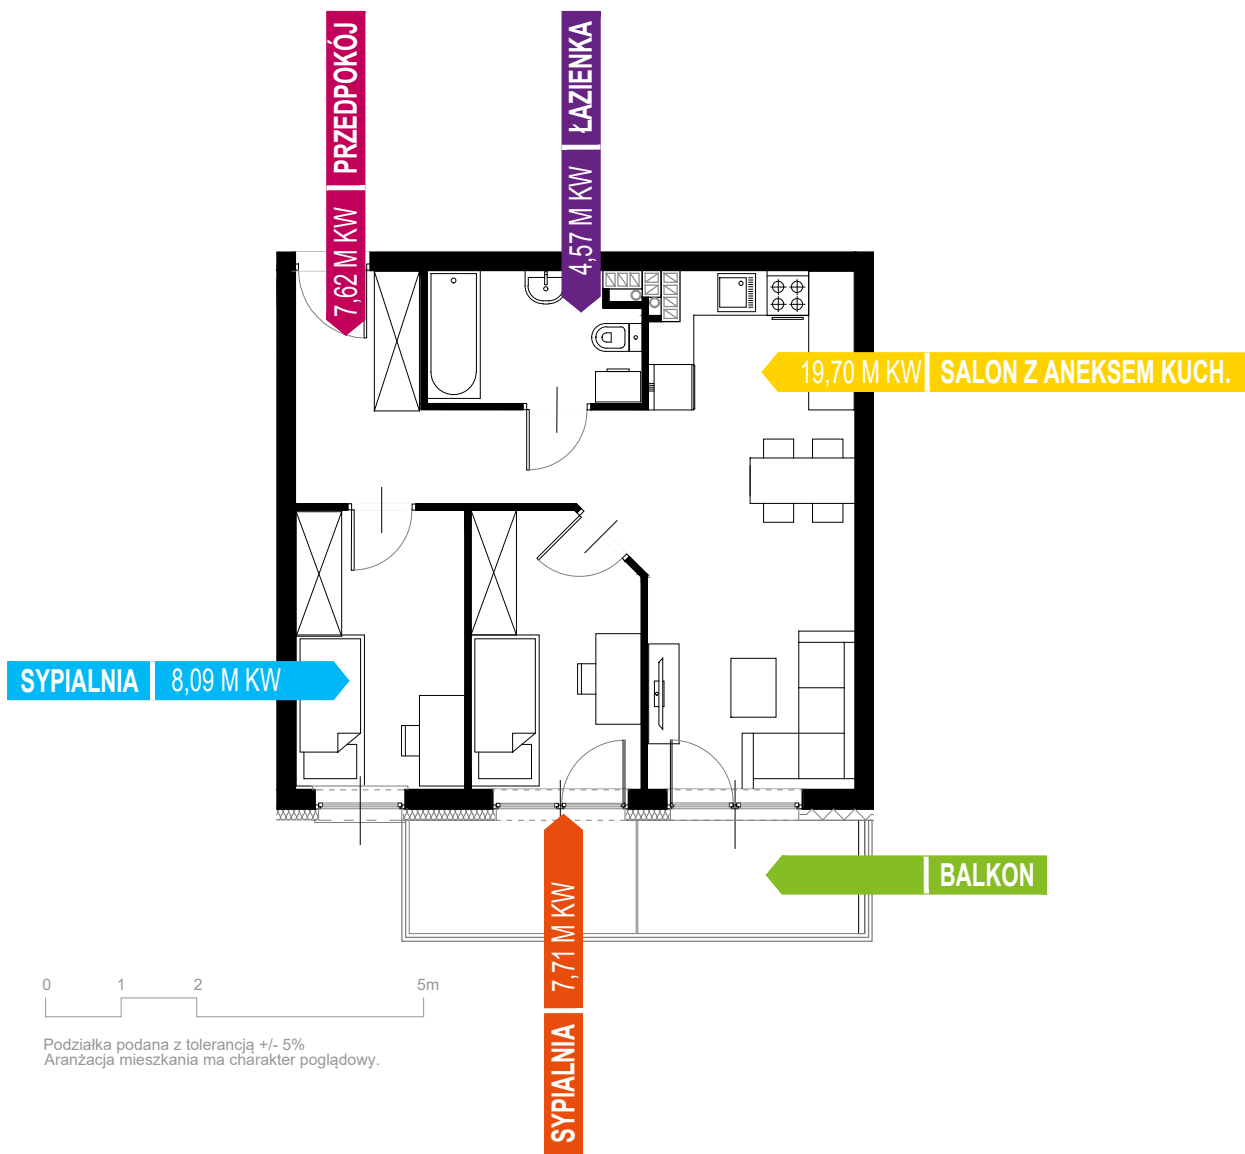 7,62 M KW | PRZEDPOKÓJ
4,57 M KW | ŁAZIENKA
19,70 M KW | SALON Z ANEKSEM KUCH.
SYPIALNIA | 8,09 M KW
BALKON
SYPIALNIA | 7,71 M KW
0 1 2 5m
Podziałka podana z tolerancją +/- 5%
Aranżacja mieszkania ma charakter poglądowy.